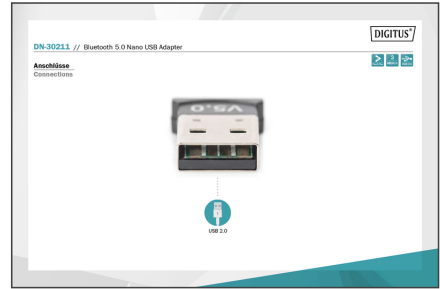 DIGITUS®
DN-30211 // Bluetooth 5.0 Nano USB Adapter
Anschlüsse
Connections
V5.0
USB 2.0